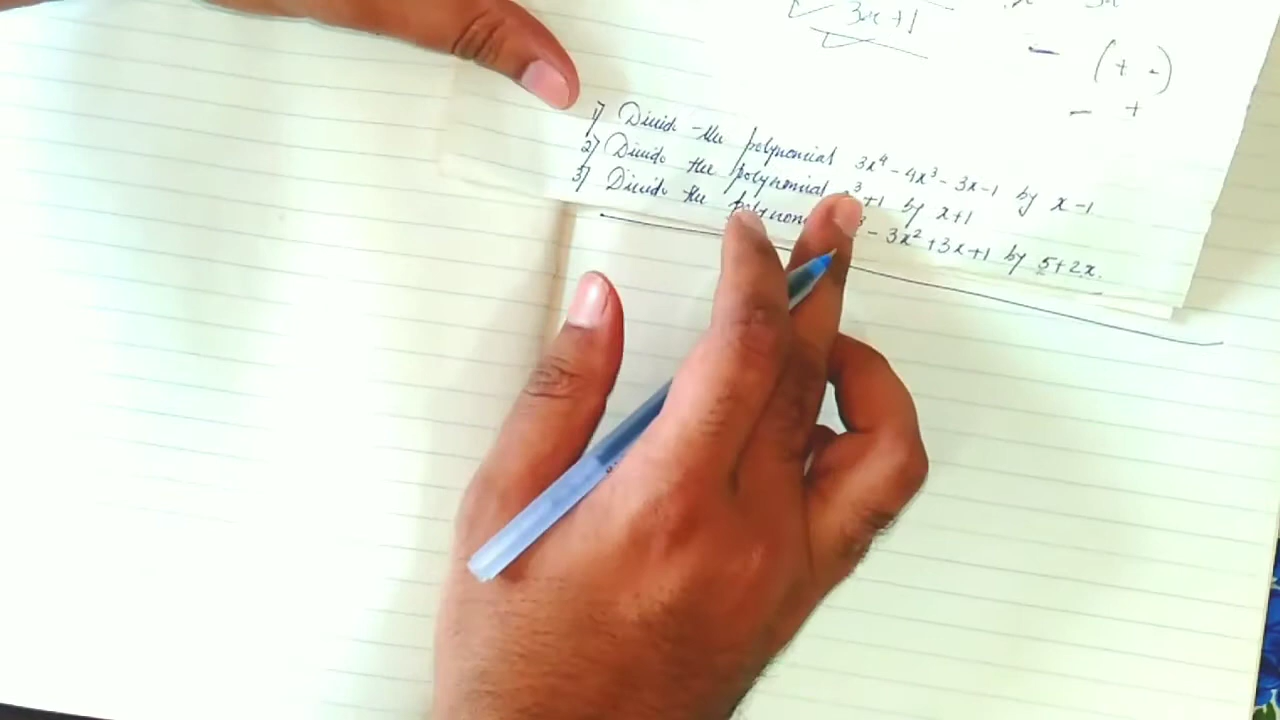 3x+1
- (+ -)
- +
1) Divide the polynomial 3x⁴-4x³-3x-1 by x-1
2) Divide the polynomial ³+1 by x+1
3) Divide the - 3x²+3x+1 by 5+2x.